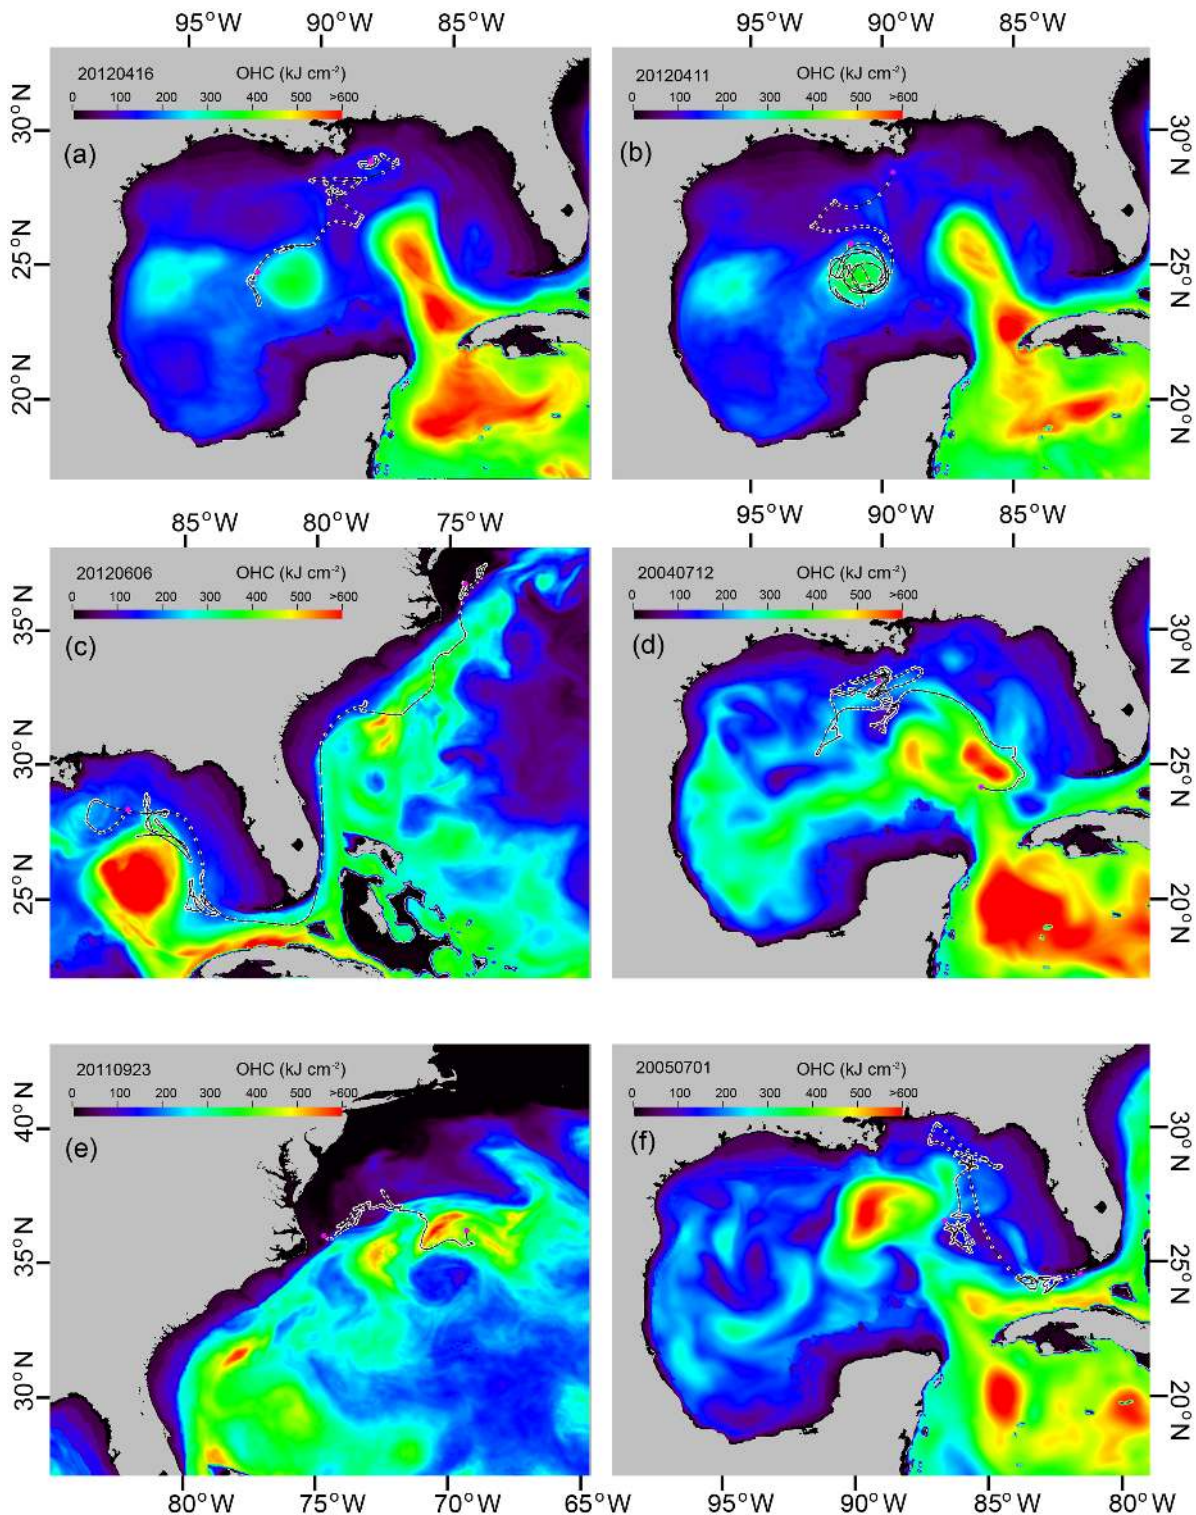 95°W 90°W 85°W 95°W 90°W 85°W
20120416 OHC (kJ cm⁻²)
0 100 200 300 400 500 >600
(a)
30°N
25°N
20°N
20120411 OHC (kJ cm⁻²)
0 100 200 300 400 500 >600
(b)
30°N
25°N
20°N
95°W 90°W 85°W
85°W 80°W 75°W
20120606 OHC (kJ cm⁻²)
0 100 200 300 400 500 >600
(c)
35°N
30°N
25°N
20040712 OHC (kJ cm⁻²)
0 100 200 300 400 500 >600
(d)
30°N
25°N
20°N
20110923 OHC (kJ cm⁻²)
0 100 200 300 400 500 >600
(e)
40°N
35°N
30°N
20050701 OHC (kJ cm⁻²)
0 100 200 300 400 500 >600
(f)
30°N
25°N
20°N
80°W 75°W 70°W 65°W 95°W 90°W 85°W 80°W